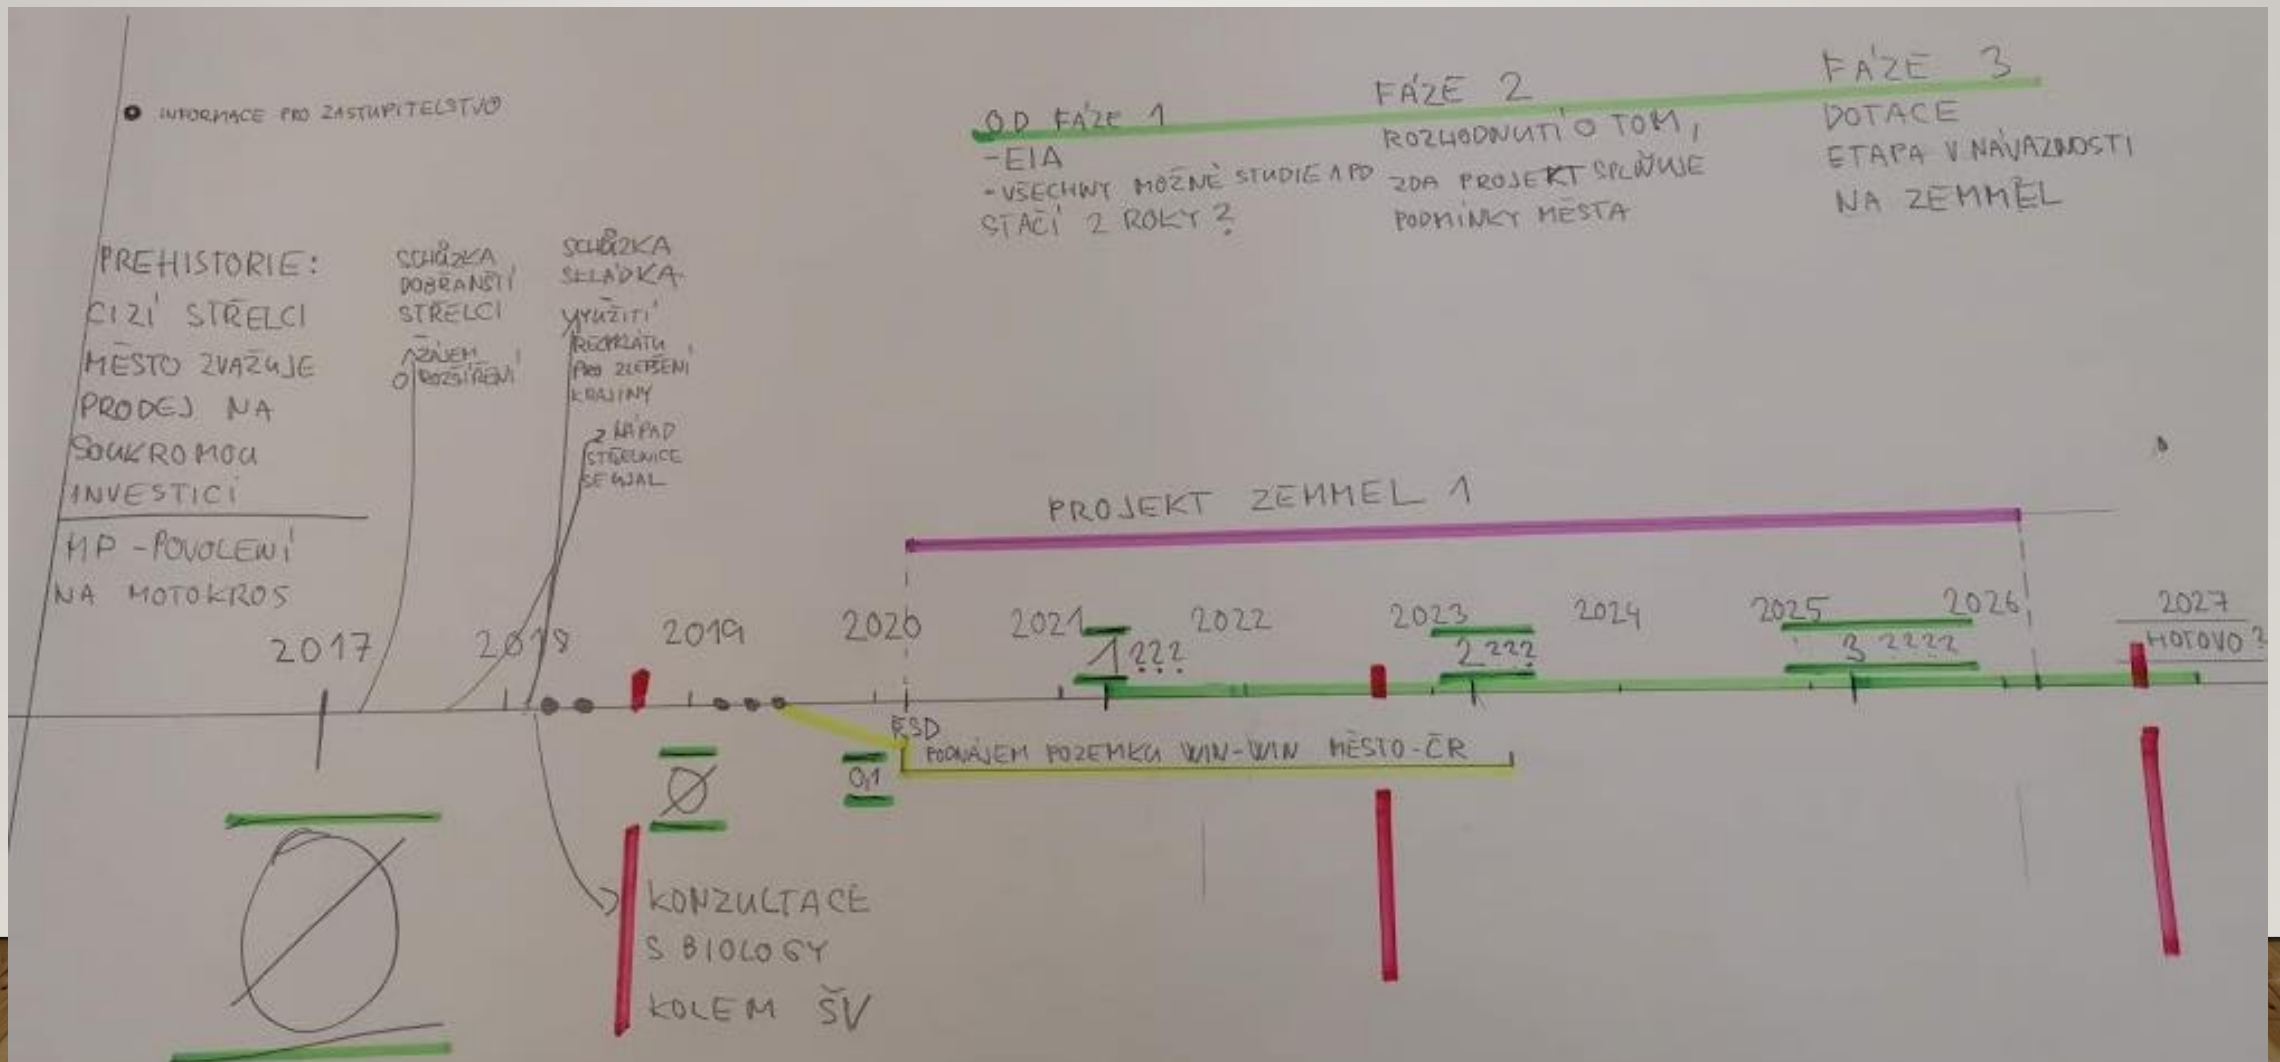 INFORMACE PRO ZASTUPITELSTVO
OD FÁZE 1
-EIA
-VŠECHNY MOŽNÉ STUDIE A PD
STAČÍ 2 ROKY?
FÁZE 2
ROZHODNUTÍ O TOM,
ZDA PROJEKT SPLŇUJE
PODMÍNKY MĚSTA
FÁZE 3
DOTACE
ETAPA V NÁVAZNOSTI
NA ZEMMĚL
PREHISTORIE:
CIZÍ STŘELCI
MĚSTO ZVAŽUJE
PRODEJ NA
SOUKROMOU
INVESTICI
MP - POVOLENÍ
NA MOTOKROS
SCHŮZKA
DOBŘANŠTÍ
STŘELCI
ZÁJEM
O ROZŠÍŘENÍ
SCHŮZKA
SKLÁDKA
VYUŽITÍ
PRO ZLEPŠENÍ
KRAJINY
NÁPAD
STŘELNICE
SE UJAL
PROJEKT ZEMMEL 1
2017
2018
2019
2020
2021
2022
2023
2024
2025
2026
2027
1???
2???
3????
HOTOVO?
PODNÁJEM POZEMKU WIN-WIN MĚSTO-ČR
Ø
0,1
Ø
KONZULTACE
S BIOLOGY
KOLEM ŠV